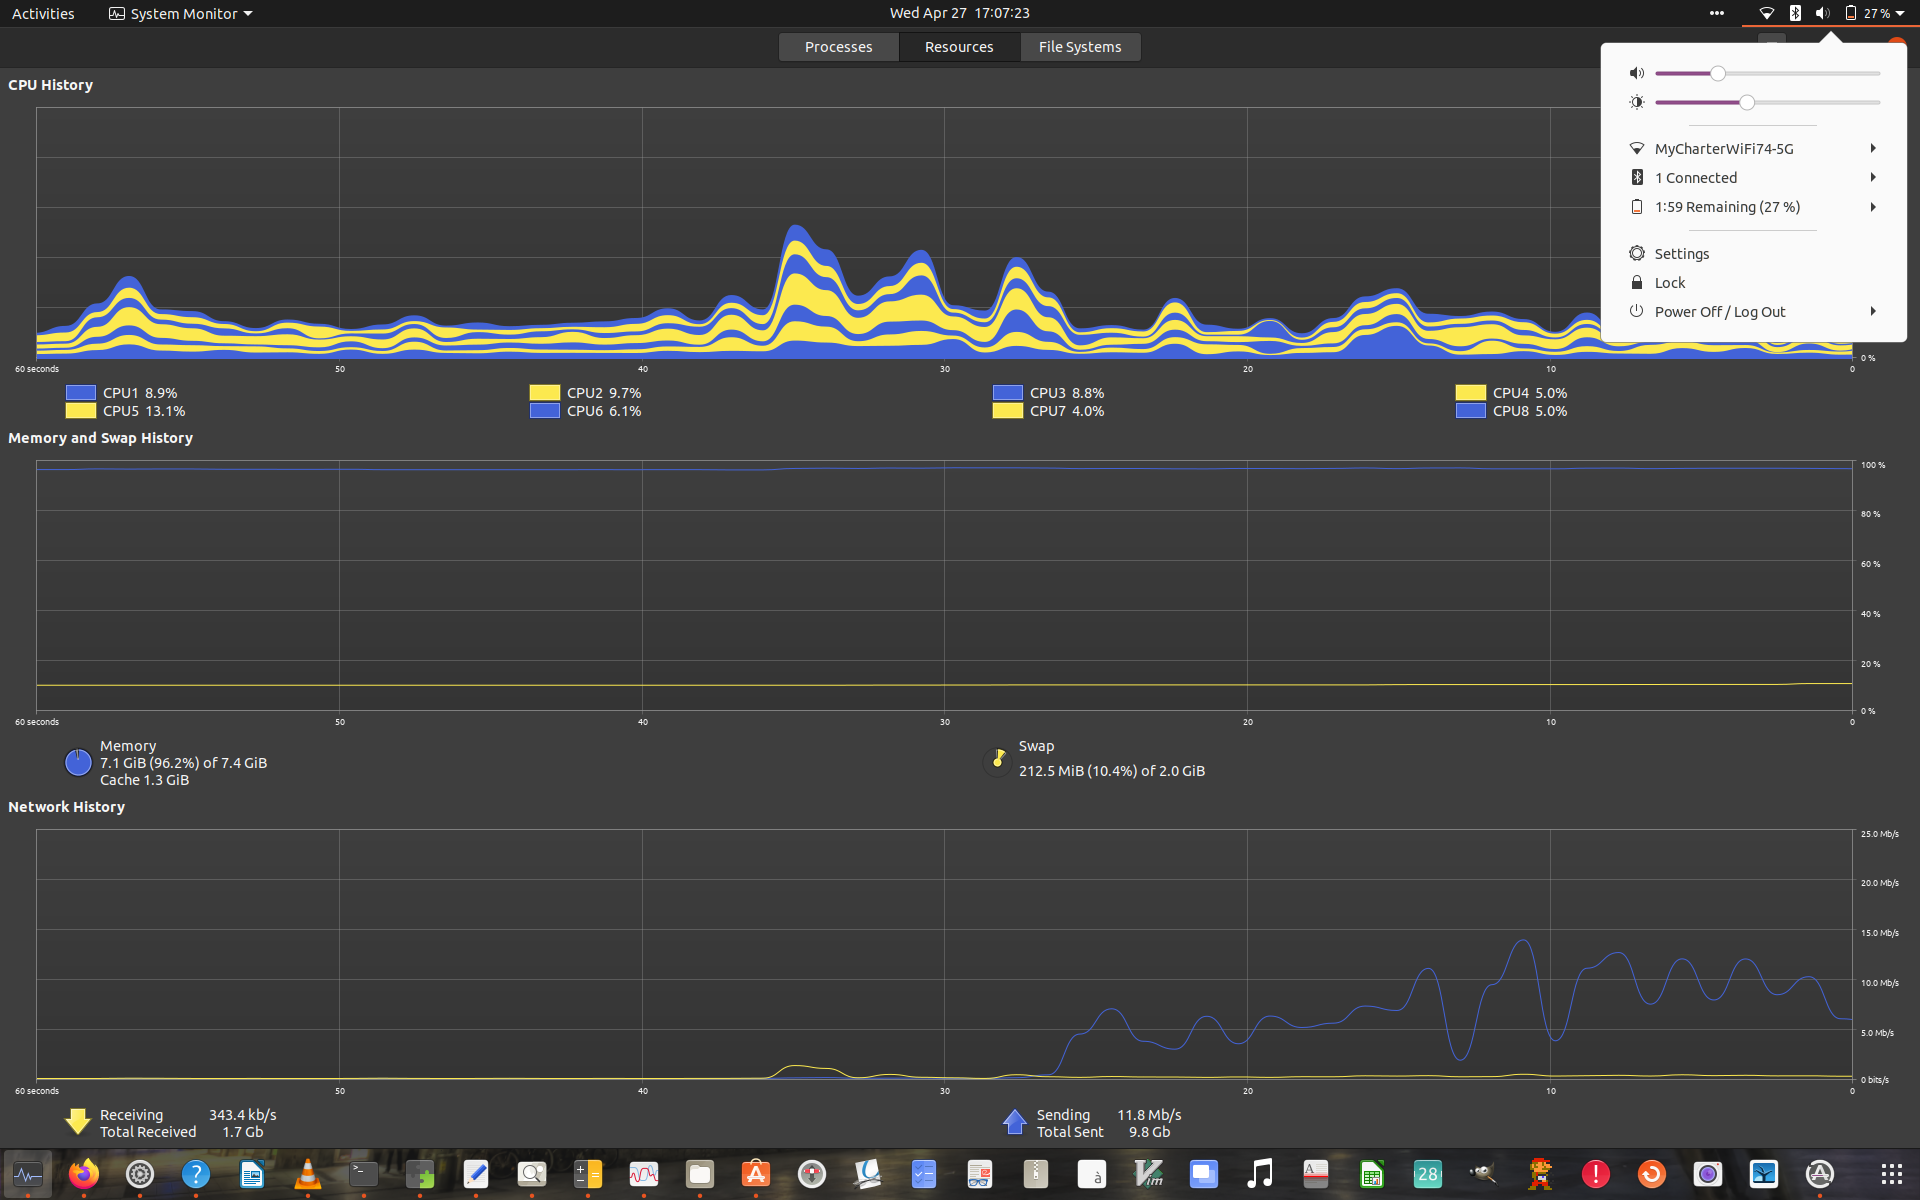 Activities
System Monitor
Wed Apr 27  17:07:23
27 %
Processes
Resources
File Systems
CPU History
MyCharterWiFi74-5G
1 Connected
1:59 Remaining (27 %)
Settings
Lock
Power Off / Log Out
0 %
60 seconds
50
40
30
20
10
0
CPU1  8.9%
CPU2  9.7%
CPU3  8.8%
CPU4  5.0%
CPU5  13.1%
CPU6  6.1%
CPU7  4.0%
CPU8  5.0%
Memory and Swap History
100 %
80 %
60 %
40 %
20 %
0 %
60 seconds
50
40
30
20
10
0
Memory
7.1 GiB (96.2%) of 7.4 GiB
Cache 1.3 GiB
Swap
212.5 MiB (10.4%) of 2.0 GiB
Network History
25.0 Mb/s
20.0 Mb/s
15.0 Mb/s
10.0 Mb/s
5.0 Mb/s
0 bits/s
60 seconds
50
40
30
20
10
0
Receiving 343.4 kb/s
Total Received 1.7 Gb
Sending 11.8 Mb/s
Total Sent 9.8 Gb
28